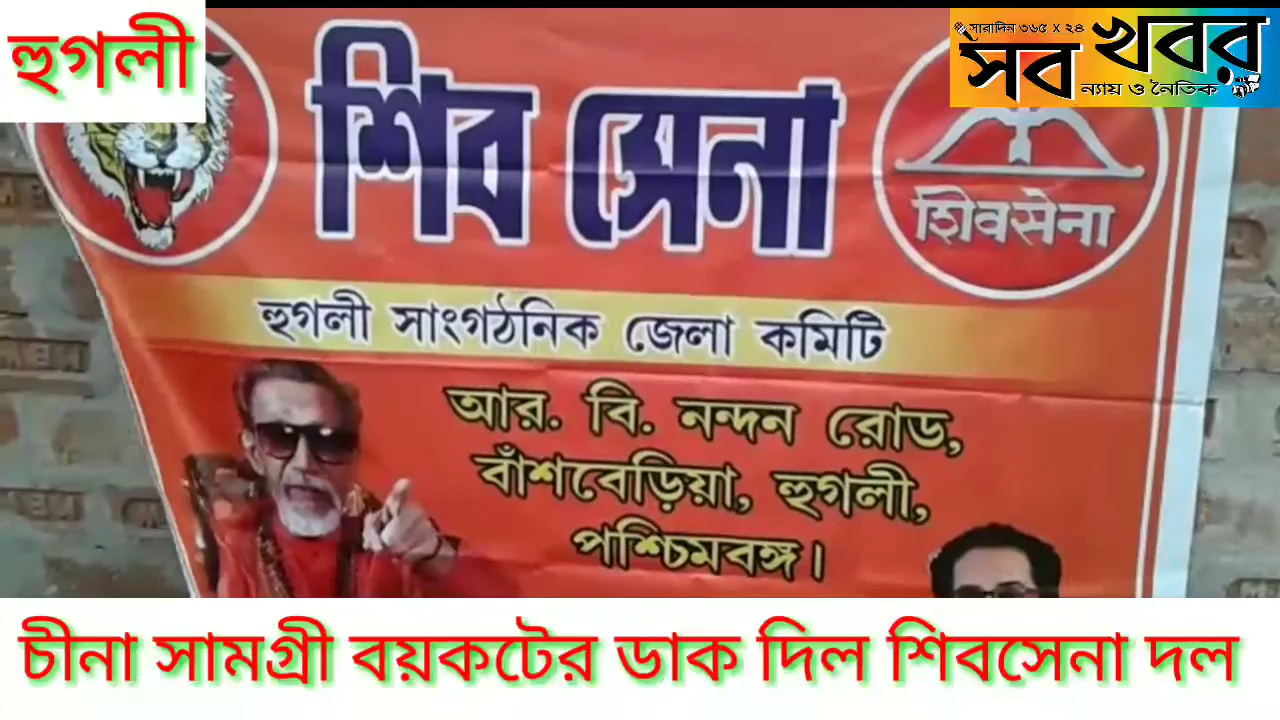 হুগলী
সারাদিন ৩৬৫ X ২৪
সব খবর
ন্যায় ও নৈতিক
শিব সেনা
शिवसेना
হুগলী সাংগঠনিক জেলা কমিটি
আর. বি. নন্দন রোড,
বাঁশবেড়িয়া, হুগলী,
পশ্চিমবঙ্গ।
চীনা সামগ্রী বয়কটের ডাক দিল শিবসেনা দল